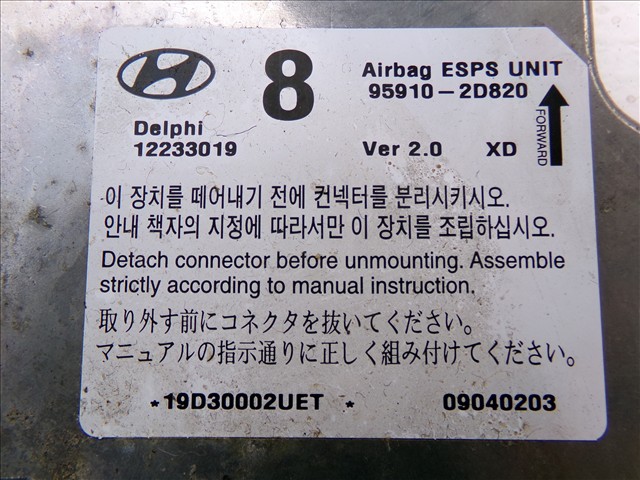 8
Airbag ESPS UNIT
95910-2D820
Delphi
12233019
Ver 2.0 XD
FORWARD
이 장치를 떼어내기 전에 컨넥터를 분리시키시오.
안내 책자의 지정에 따라서만 이 장치를 조립하십시오.
Detach connector before unmounting. Assemble
strictly according to manual instruction.
取り外す前にコネクタを抜いてください。
マニュアルの指示通りに正しく組み付けてください。
*19D30002UET * 09040203